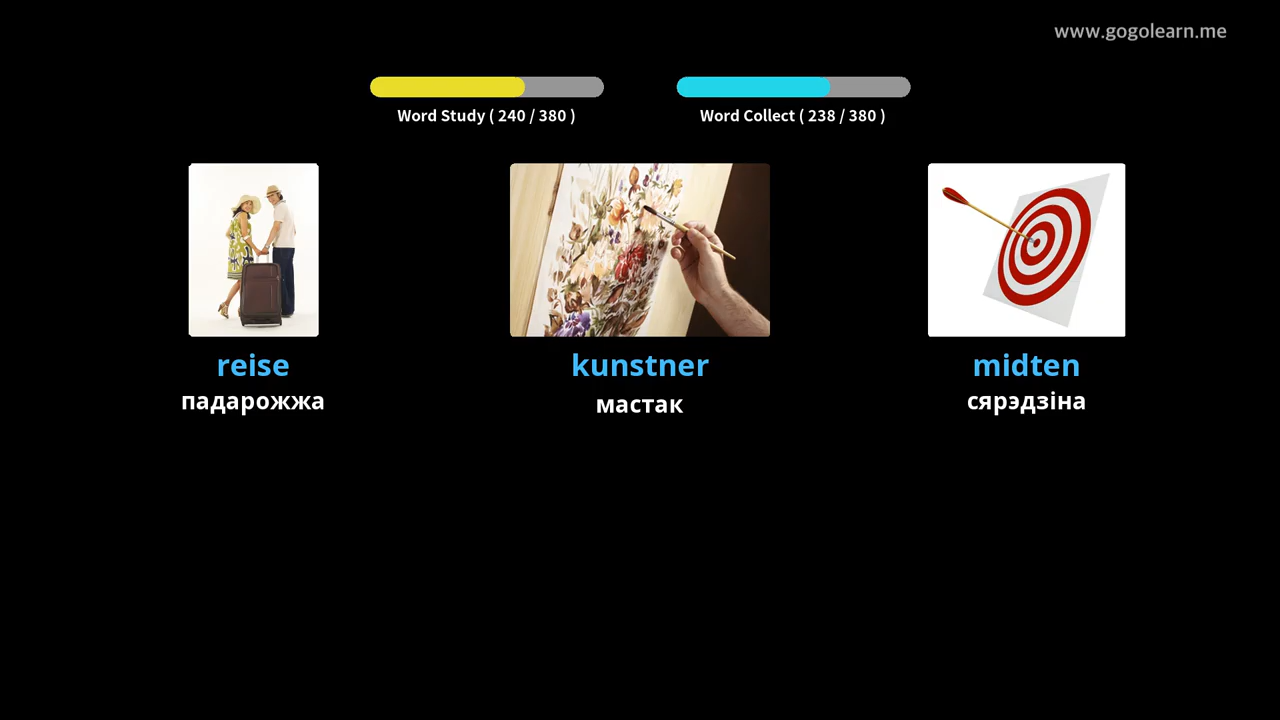 www.gogolearn.me
Word Study ( 240 / 380 )
Word Collect ( 238 / 380 )
reise
падарожжа
kunstner
мастак
midten
сярэдзіна